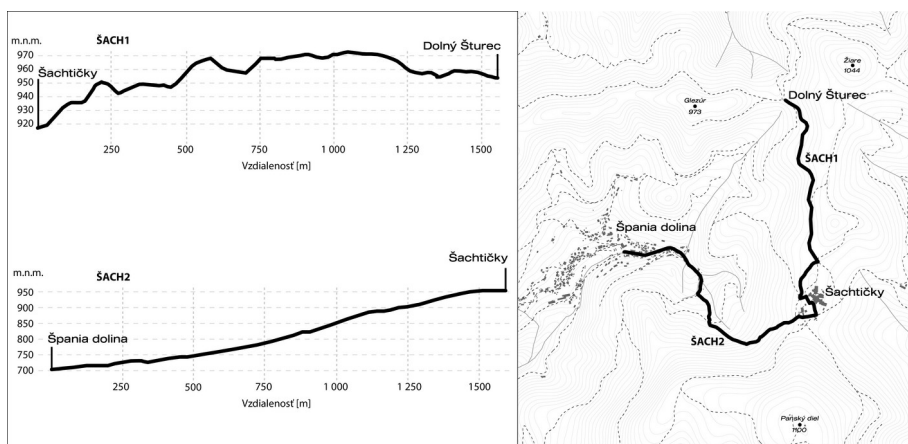 m.n.m.
ŠACH1
970
960
950
940
930
920
Šachtičky
Dolný Šturec
250
500
750
1 000
1 250
1500
Vzdialenosť [m]
m.n.m.
ŠACH2
950
900
850
800
750
700
Špania dolina
Šachtičky
250
500
750
1 000
1 250
1500
Vzdialenosť [m]
Žiare
1044
Glezúr
973
Dolný Šturec
ŠACH1
Špania dolina
Šachtičky
ŠACH2
Panský diel
1100